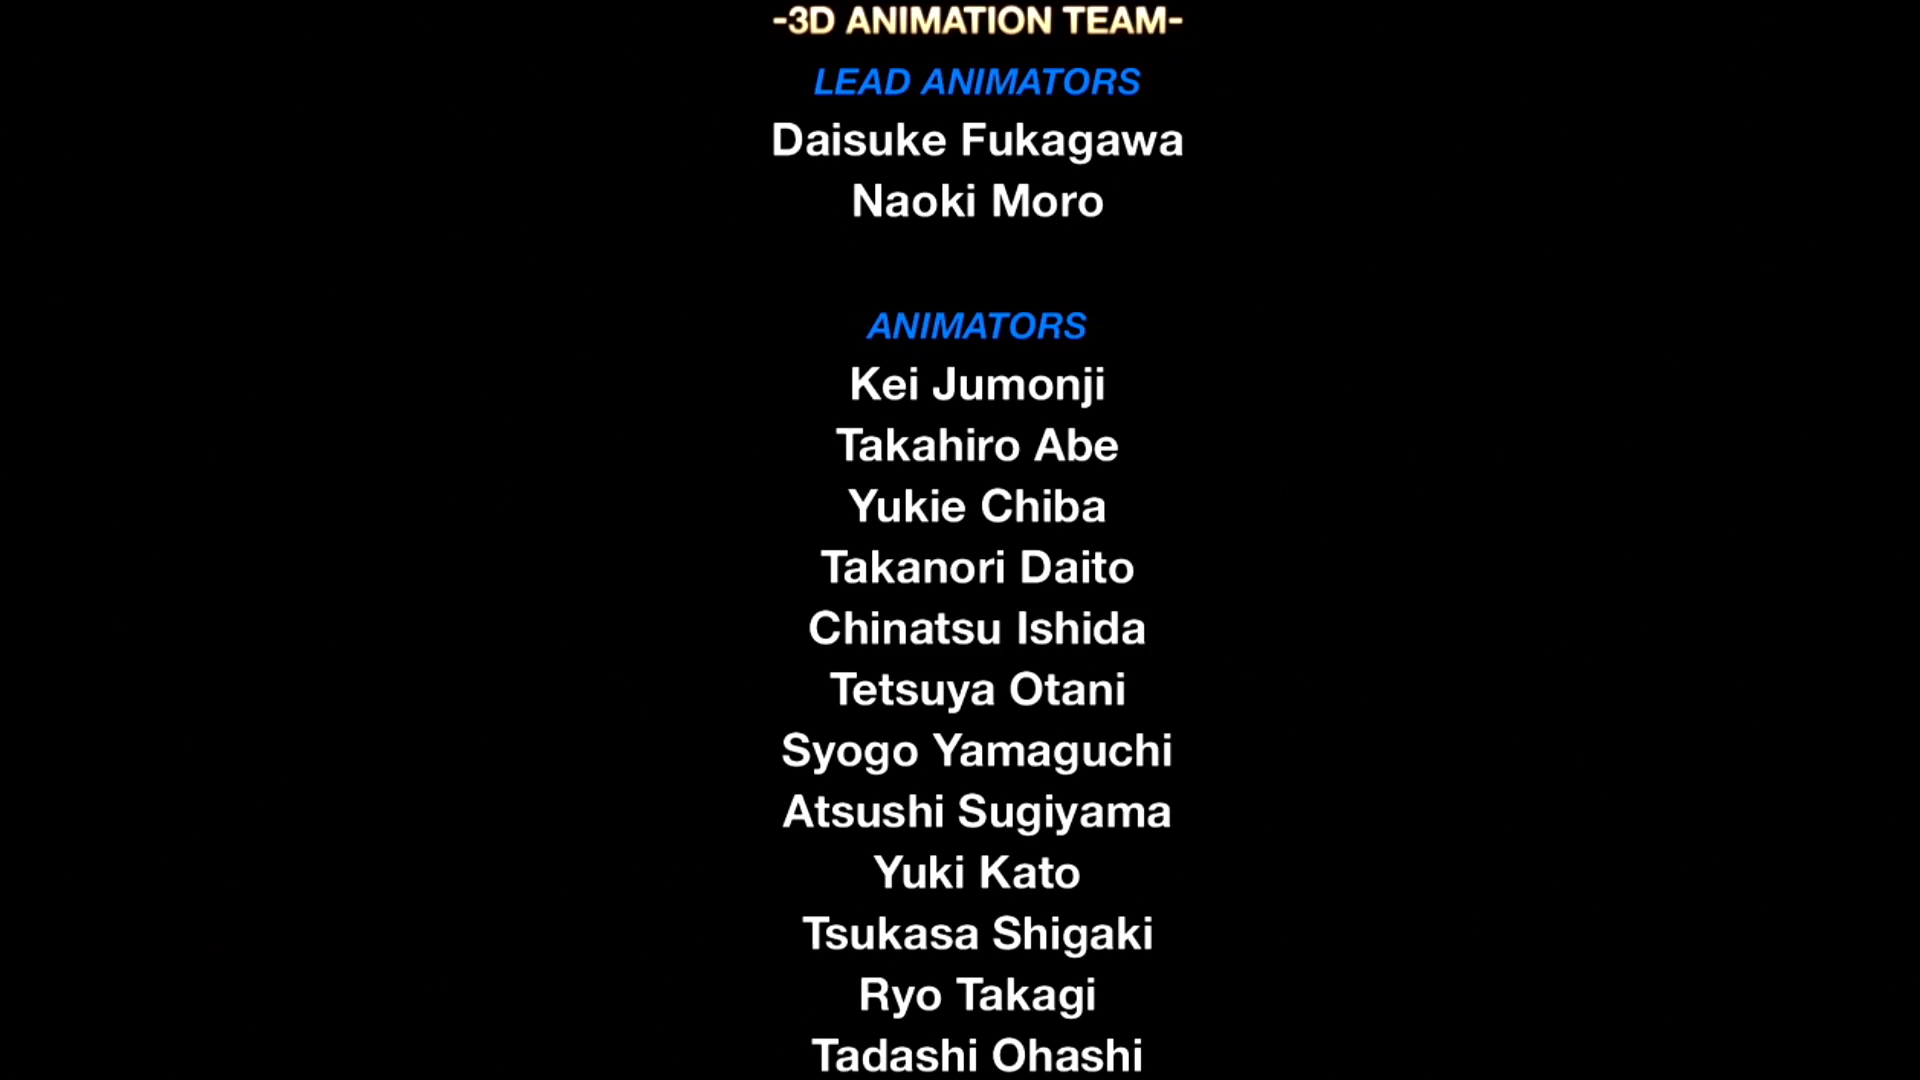 -3D ANIMATION TEAM-
LEAD ANIMATORS
Daisuke Fukagawa
Naoki Moro
ANIMATORS
Kei Jumonji
Takahiro Abe
Yukie Chiba
Takanori Daito
Chinatsu Ishida
Tetsuya Otani
Syogo Yamaguchi
Atsushi Sugiyama
Yuki Kato
Tsukasa Shigaki
Ryo Takagi
Tadashi Ohashi